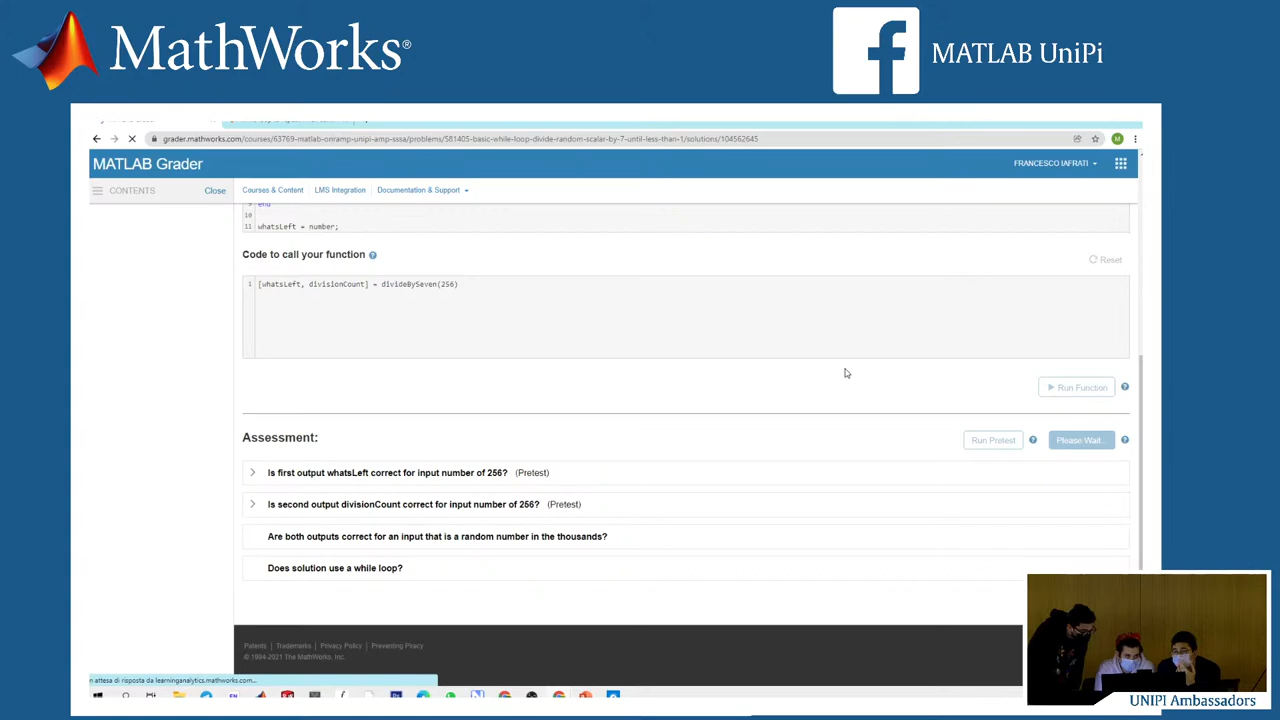 MathWorks®
f
MATLAB UniPi
grader.mathworks.com/courses/63769-matlab-onramp-unipi-amp-sssa/problems/581405-basic-while-loop-divide-random-scalar-by-7-until-less-than-1/solutions/104562645
M
MATLAB Grader
FRANCESCO IAFRATI
CONTENTS
Close
Courses & Content
LMS Integration
Documentation & Support
9 end
10
11 whatsLeft = number;
Code to call your function
Reset
1 [whatsLeft, divisionCount] = divideBySeven(256)
Run Function
Assessment:
Run Pretest
Please Wait...
Is first output whatsLeft correct for input number of 256? (Pretest)
Is second output divisionCount correct for input number of 256? (Pretest)
Are both outputs correct for an input that is a random number in the thousands?
Does solution use a while loop?
Patents | Trademarks | Privacy Policy | Preventing Piracy
© 1994-2021 The MathWorks, Inc.
n attesa di risposta da learninganalytics.mathworks.com...
UNIPI Ambassadors